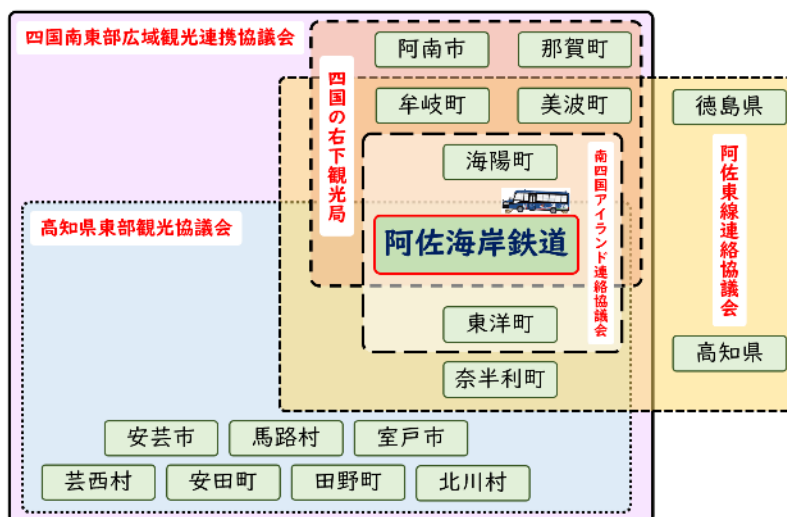 四国南東部広域観光連携協議会
阿南市
那賀町
四国の右下観光局
牟岐町
美波町
徳島県
海陽町
南四国アイランド連絡協議会
阿佐東線連絡協議会
高知県東部観光協議会
阿佐海岸鉄道
東洋町
高知県
奈半利町
安芸市
馬路村
室戸市
芸西村
安田町
田野町
北川村